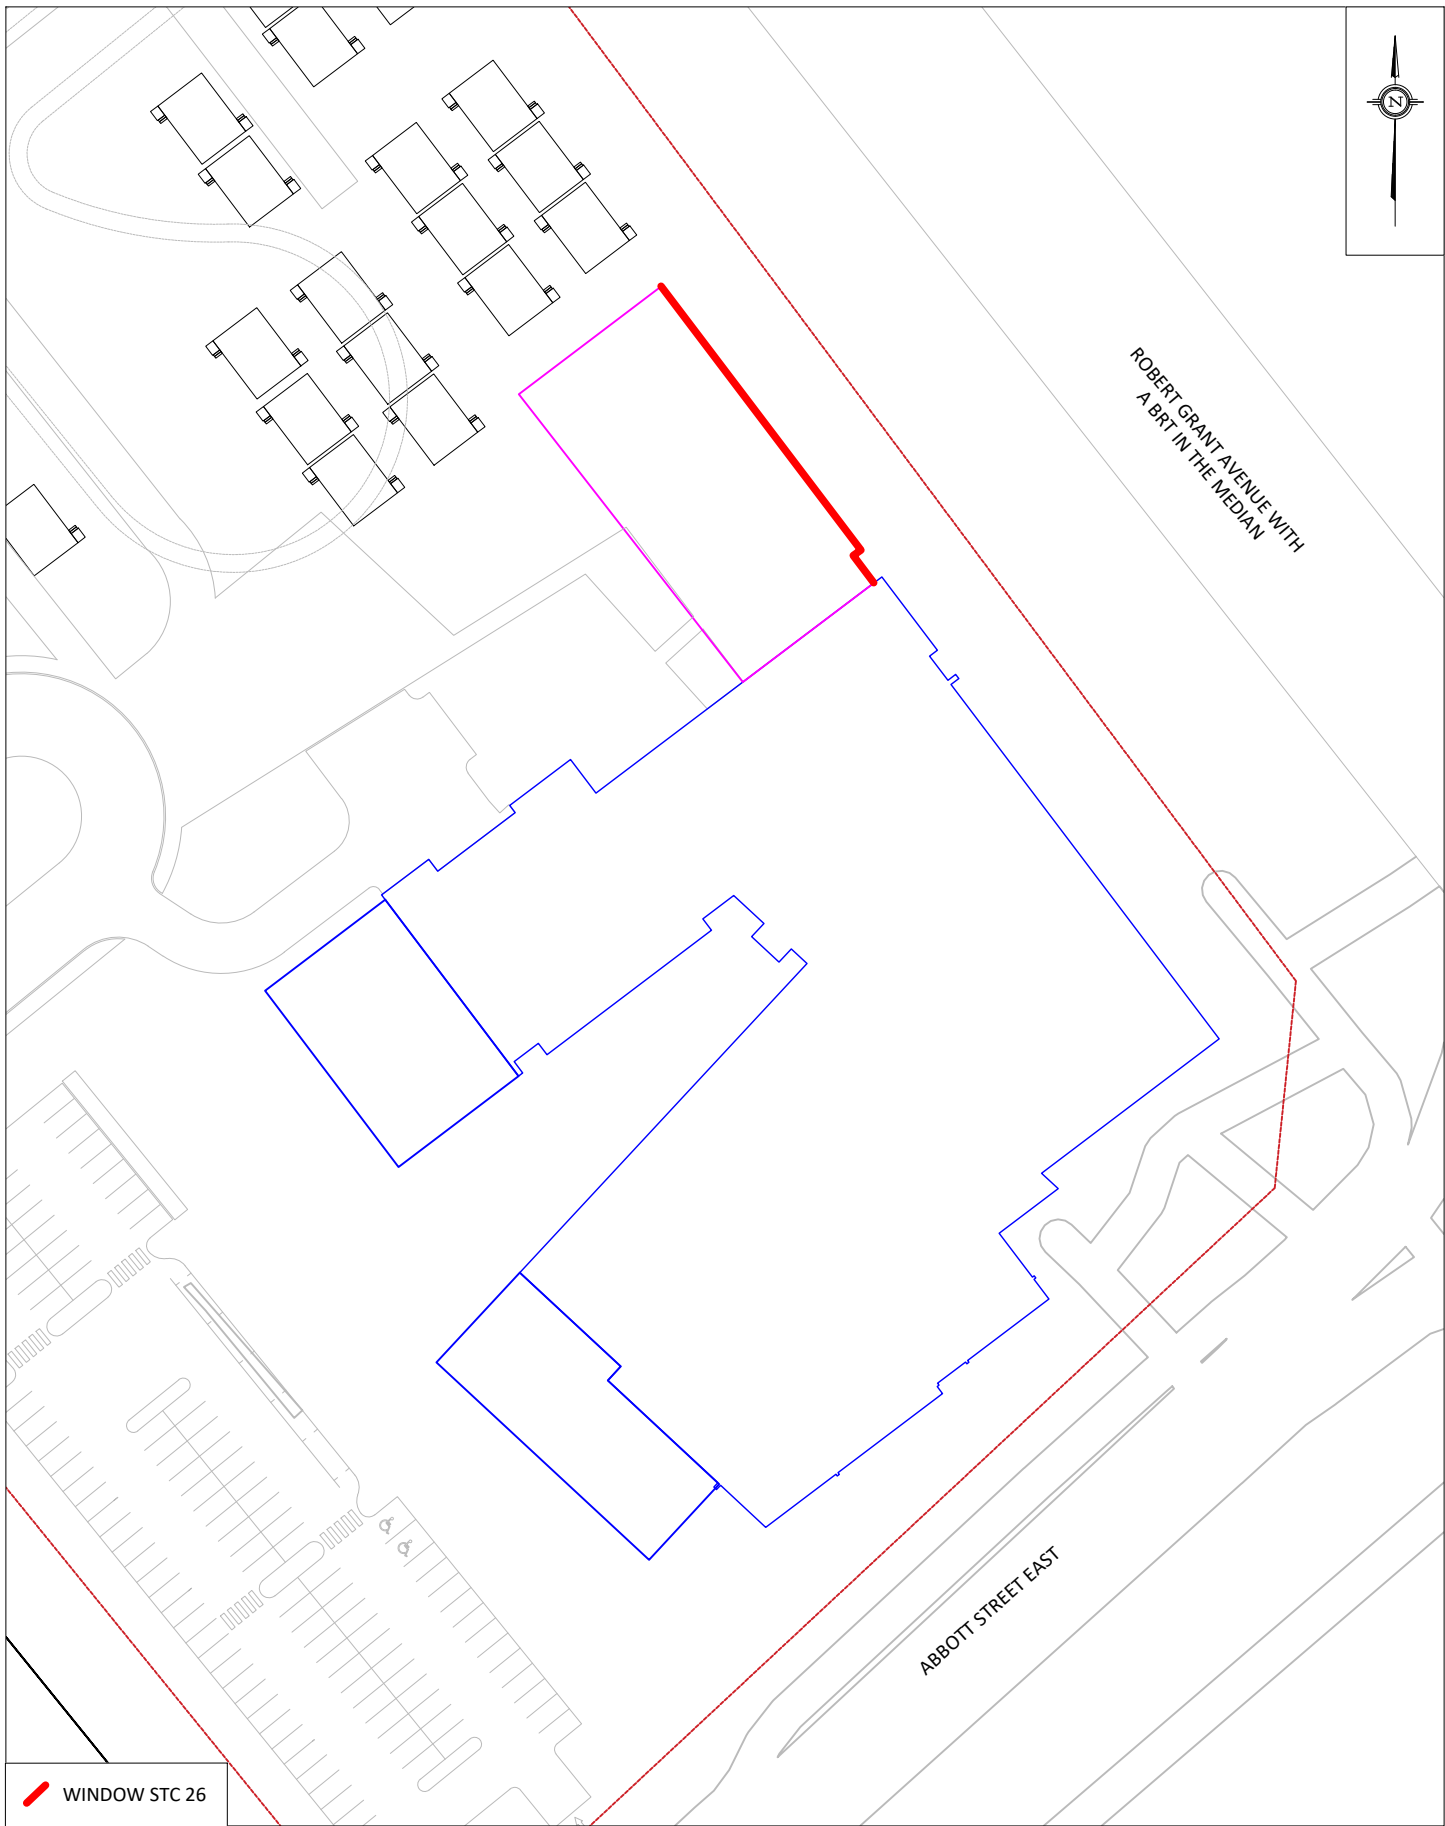 N
ROBERT GRANT AVENUE WITH
A BRT IN THE MEDIAN
ABBOTT STREET EAST
WINDOW STC 26